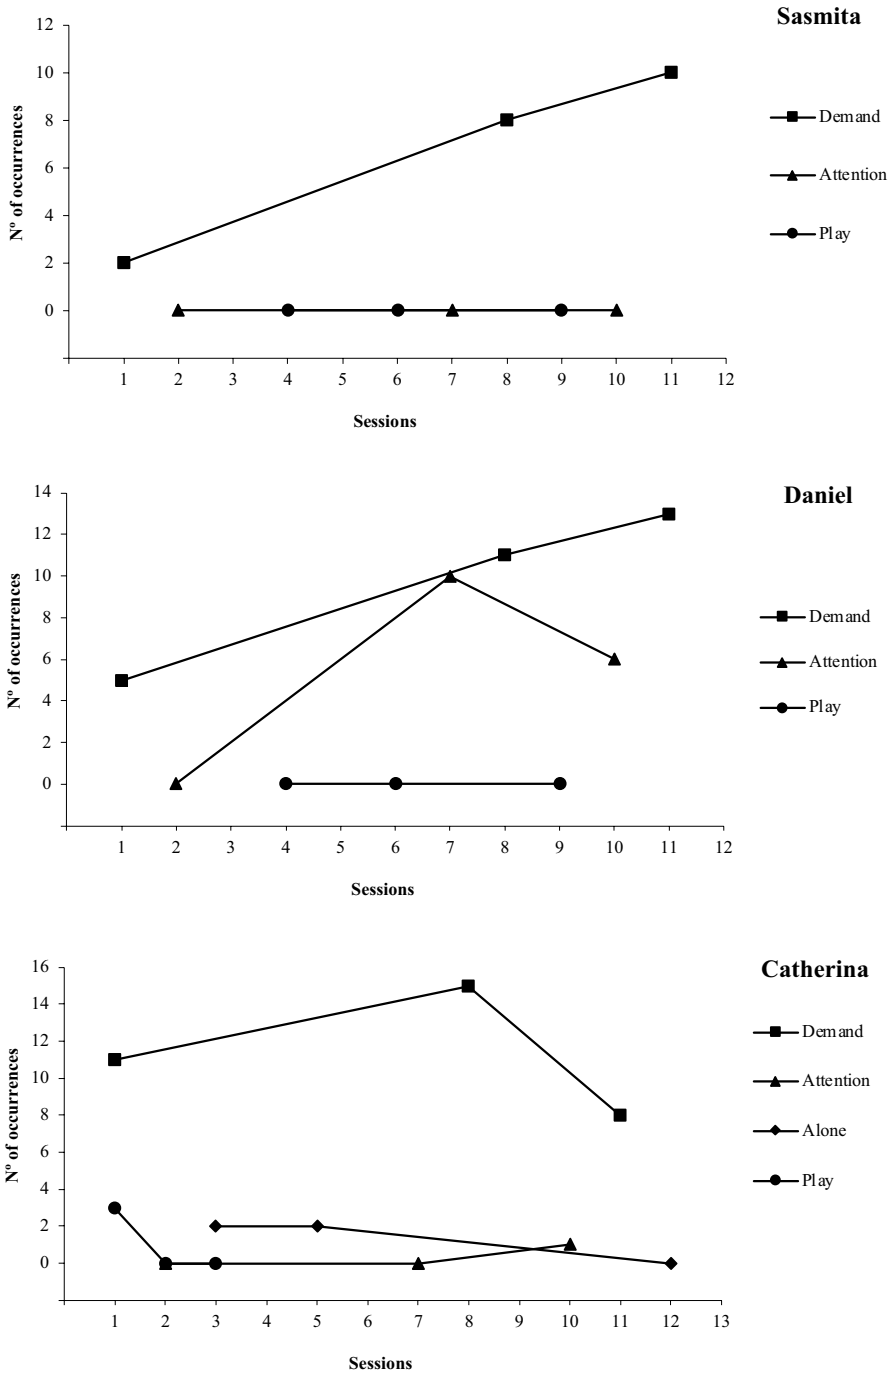 Sasmita
12
10
8
6
4
2
0
Nº of occurrences
1 2 3 4 5 6 7 8 9 10 11 12
Sessions
Demand
Attention
Play
Daniel
14
12
10
8
6
4
2
0
Nº of occurrences
1 2 3 4 5 6 7 8 9 10 11 12
Sessions
Demand
Attention
Play
Catherina
16
14
12
10
8
6
4
2
0
Nº of occurrences
1 2 3 4 5 6 7 8 9 10 11 12 13
Sessions
Demand
Attention
Alone
Play